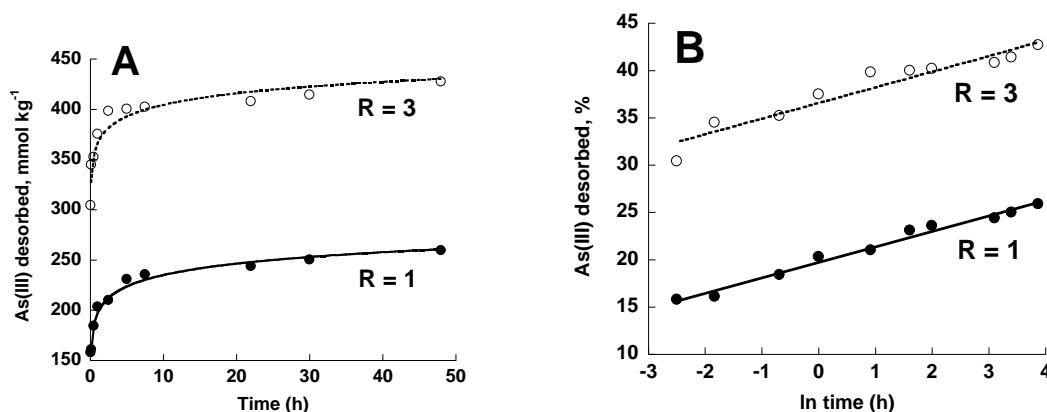 A
As(III) desorbed, mmol kg⁻¹
450
400
350
300
250
200
150
R = 3
R = 1
0 10 20 30 40 50
Time (h)
B
As(III) desorbed, %
45
40
35
30
25
20
15
10
R = 3
R = 1
-3 -2 -1 0 1 2 3 4
ln time (h)